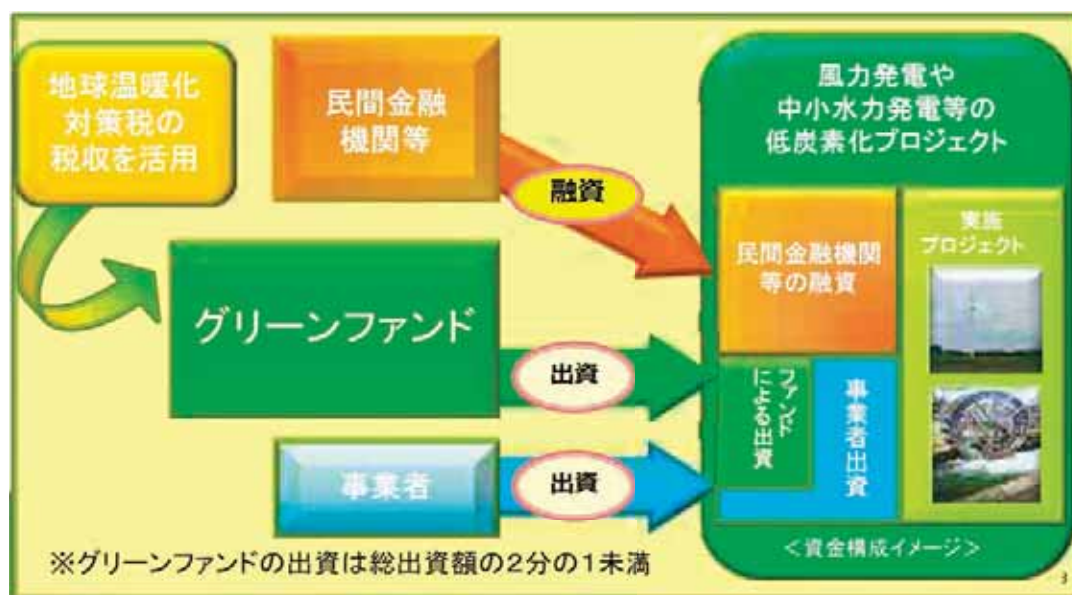 地球温暖化
対策税の
税収を活用
民間金融
機関等
融資
グリーンファンド
出資
事業者
出資
※グリーンファンドの出資は総出資額の2分の1未満
風力発電や
中小水力発電等の
低炭素化プロジェクト
民間金融機関
等の融資
ファンド
による出資
事業者出資
実施
プロジェクト
＜資金構成イメージ＞
3